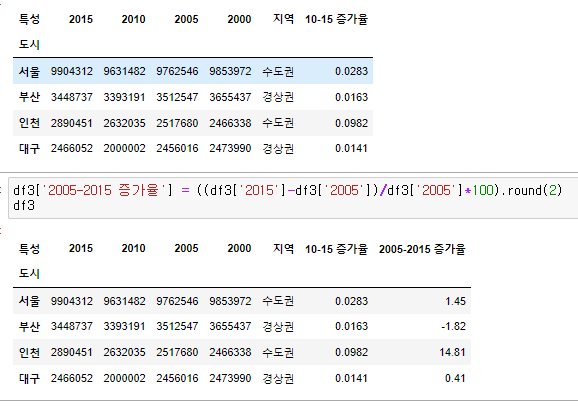 특성 2015 2010 2005 2000 지역 10-15 증가율
도시
서울 9904312 9631482 9762546 9853972 수도권 0.0283
부산 3448737 3393191 3512547 3655437 경상권 0.0163
인천 2890451 2632035 2517680 2466338 수도권 0.0982
대구 2466052 2000002 2456016 2473990 경상권 0.0141
df3['2005-2015 증가율'] = ((df3['2015']-df3['2005'])/df3['2005']*100).round(2)
df3
특성 2015 2010 2005 2000 지역 10-15 증가율 2005-2015 증가율
도시
서울 9904312 9631482 9762546 9853972 수도권 0.0283 1.45
부산 3448737 3393191 3512547 3655437 경상권 0.0163 -1.82
인천 2890451 2632035 2517680 2466338 수도권 0.0982 14.81
대구 2466052 2000002 2456016 2473990 경상권 0.0141 0.41